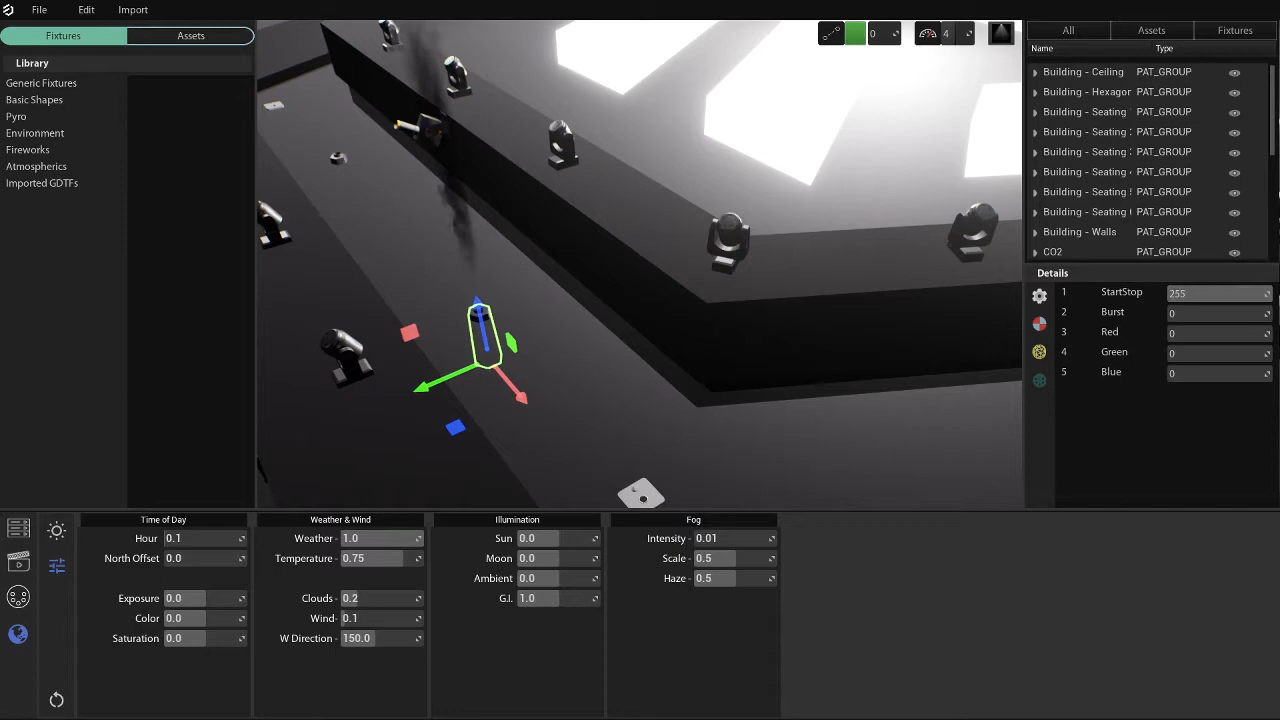 File Edit Import
Fixtures Assets
Library
Generic Fixtures
Basic Shapes
Pyro
Environment
Fireworks
Atmospherics
Imported GDTFs
0 4
All Assets Fixtures
Name Type
Building - Ceiling PAT_GROUP
Building - Hexagor PAT_GROUP
Building - Seating PAT_GROUP
Building - Seating : PAT_GROUP
Building - Seating : PAT_GROUP
Building - Seating PAT_GROUP
Building - Seating ! PAT_GROUP
Building - Seating PAT_GROUP
Building - Walls PAT_GROUP
CO2 PAT_GROUP
Details
1 StartStop 255
2 Burst 0
3 Red 0
4 Green 0
5 Blue 0
Time of Day
Hour 0.1
North Offset 0.0
Exposure 0.0
Color 0.0
Saturation 0.0
Weather & Wind
Weather - 1.0
Temperature - 0.75
Clouds - 0.2
Wind- 0.1
W Direction - 150.0
Illumination
Sun 0.0
Moon 0.0
Ambient 0.0
G.I. 1.0
Fog
Intensity - 0.01
Scale - 0.5
Haze - 0.5